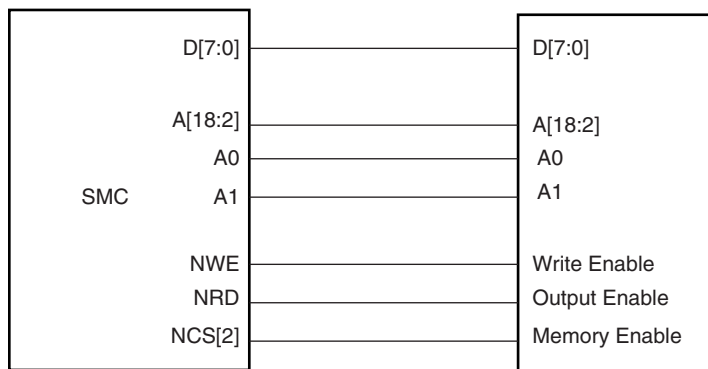 D[7:0] D[7:0]
A[18:2] A[18:2]
A0 A0
SMC A1 A1
NWE Write Enable
NRD Output Enable
NCS[2] Memory Enable